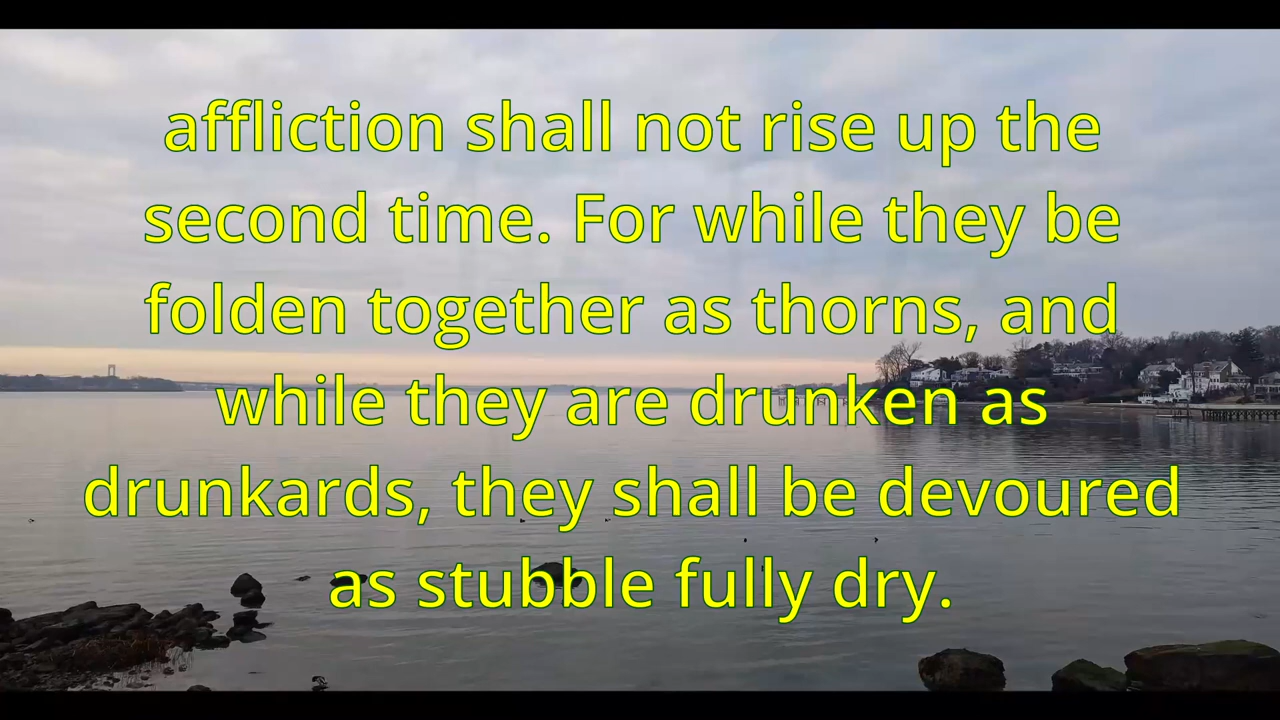 affliction shall not rise up the
second time. For while they be
folden together as thorns, and
while they are drunken as
drunkards, they shall be devoured
as stubble fully dry.